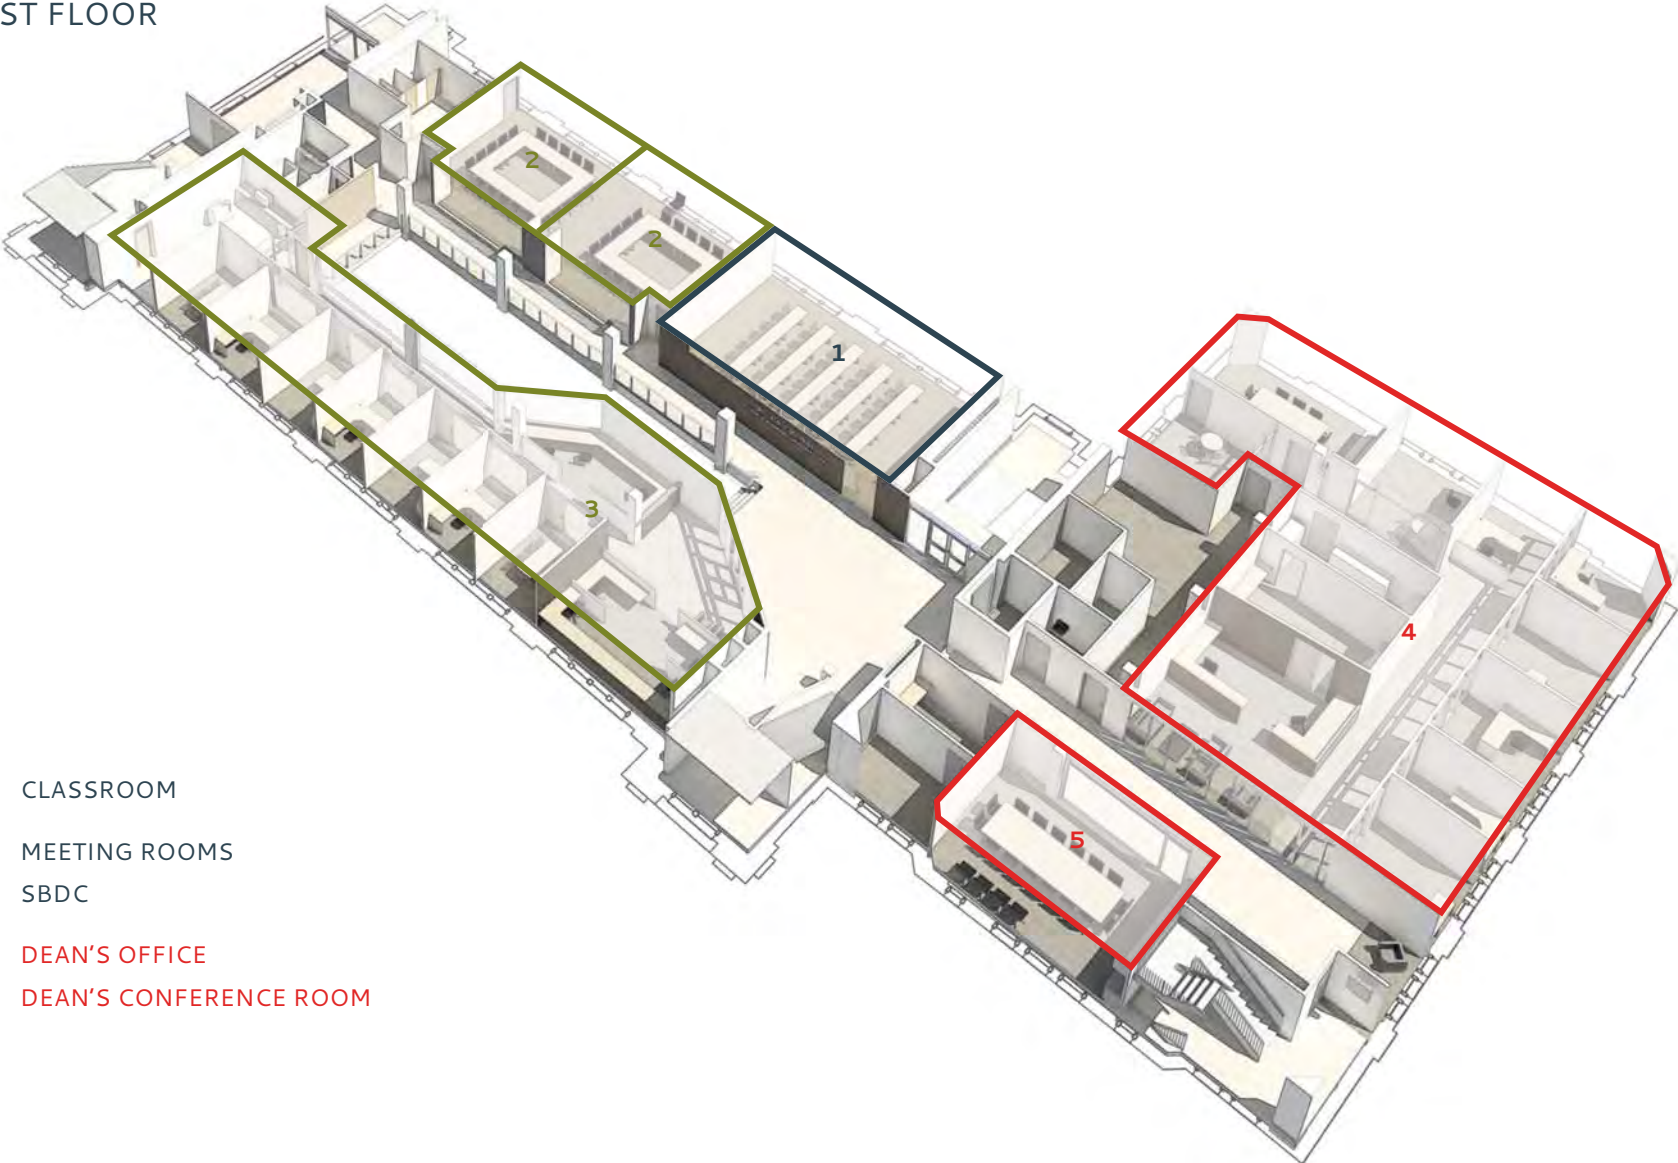 ST FLOOR
2
2
1
3
4
5
CLASSROOM
MEETING ROOMS
SBDC
DEAN’S OFFICE
DEAN’S CONFERENCE ROOM